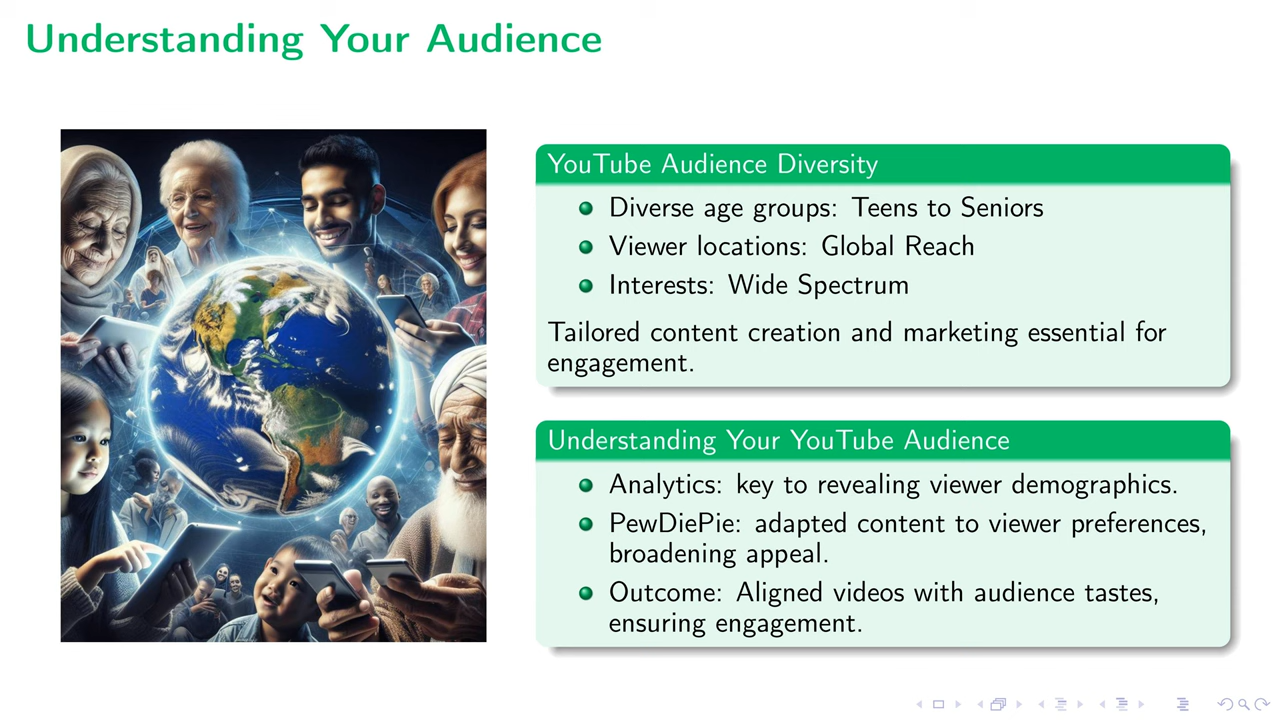 Understanding Your Audience
YouTube Audience Diversity
Diverse age groups: Teens to Seniors
Viewer locations: Global Reach
Interests: Wide Spectrum
Tailored content creation and marketing essential for
engagement.
Understanding Your YouTube Audience
Analytics: key to revealing viewer demographics.
PewDiePie: adapted content to viewer preferences,
broadening appeal.
Outcome: Aligned videos with audience tastes,
ensuring engagement.